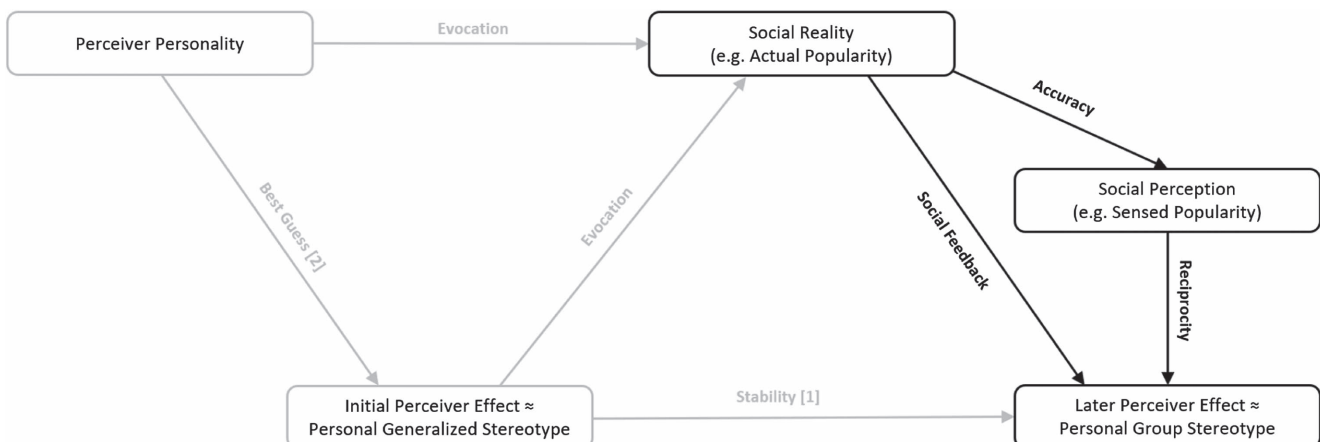 Perceiver Personality
Evocation
Social Reality
(e.g. Actual Popularity)
Accuracy
Best Guess [2]
Evocation
Social Feedback
Social Perception
(e.g. Sensed Popularity)
Reciprocity
Initial Perceiver Effect ≈
Personal Generalized Stereotype
Stability [1]
Later Perceiver Effect ≈
Personal Group Stereotype